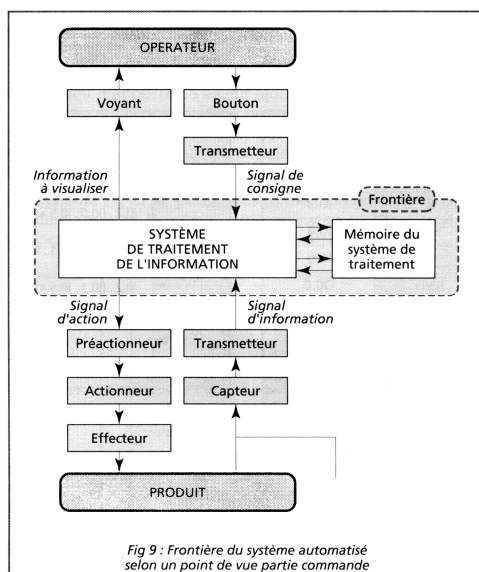 OPERATEUR
Voyant
Bouton
Transmetteur
Information
à visualiser
Signal de
consigne
Frontière
SYSTÈME
DE TRAITEMENT
DE L'INFORMATION
Mémoire du
système de
traitement
Signal
d'action
Signal
d'information
Préactionneur
Transmetteur
Actionneur
Capteur
Effecteur
PRODUIT
Fig 9 : Frontière du système automatisé
selon un point de vue partie commande